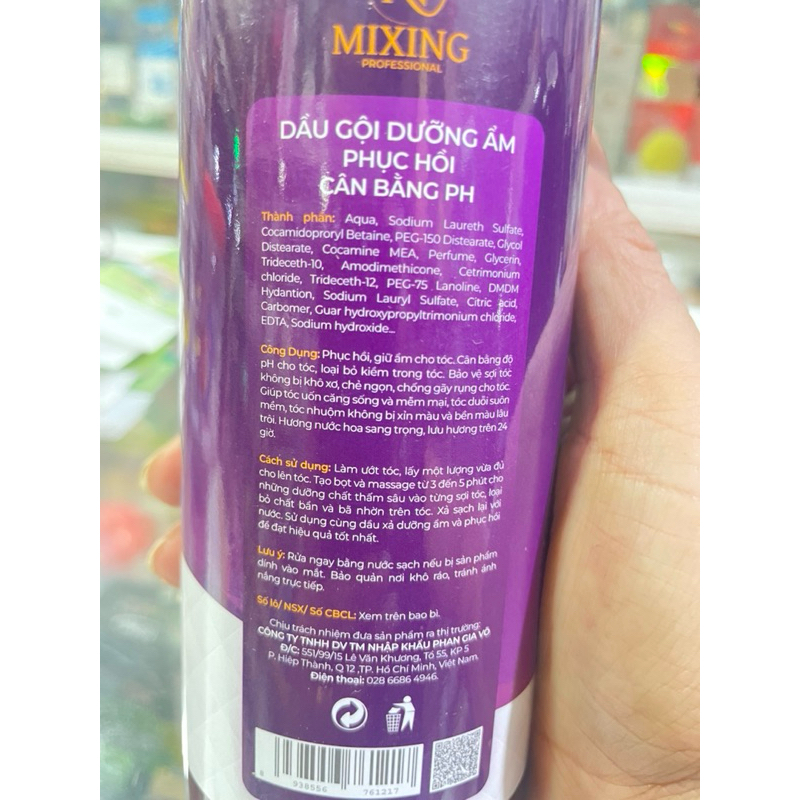 MIXING
PROFESSIONAL
DẦU GỘI DƯỠNG ẨM
PHỤC HỒI
CÂN BẰNG PH
Thành phần: Aqua, Sodium Laureth Sulfate,
Cocamidoproryl Betaine, PEG-150 Distearate, Glycol
Distearate, Cocamine MEA, Perfume, Glycerin,
Trideceth-10, Amodimethicone, Cetrimonium
chloride, Trideceth-12, PEG-75 Lanoline, DMDM
Hydantion, Sodium Lauryl Sulfate, Citric acid,
Carbomer, Guar hydroxypropyltrimonium chloride,
EDTA, Sodium hydroxide...
Công Dụng: Phục hồi, giữ ẩm cho tóc. Cân bằng độ
pH cho tóc, loại bỏ kiềm trong tóc. Bảo vệ sợi tóc
không bị khô xơ, chẻ ngọn, chống gãy rụng cho tóc.
Giúp tóc uốn căng sống và mềm mại, tóc duỗi suôn
mềm, tóc nhuộm không bị xỉn màu và bền màu lâu
trôi. Hương nước hoa sang trọng, lưu hương trên 24
giờ.
Cách sử dụng: Làm ướt tóc, lấy một lượng vừa đủ
cho lên tóc. Tạo bọt và massage từ 3 đến 5 phút cho
những dưỡng chất thấm sâu vào từng sợi tóc, loại
bỏ chất bẩn và bã nhờn trên tóc. Xả sạch lại với
nước. Sử dụng cùng dầu xả dưỡng ẩm và phục hồi
để đạt hiệu quả tốt nhất.
Lưu ý: Rửa ngay bằng nước sạch nếu bị sản phẩm
dính vào mắt. Bảo quản nơi khô ráo, tránh ánh
nắng trực tiếp.
Số lô/ NSX/ Số CBCL: Xem trên bao bì.
Chịu trách nhiệm đưa sản phẩm ra thị trường:
CÔNG TY TNHH DV TM NHẬP KHẨU PHAN GIA VÕ
Đ/C: 551/99/15 Lê Văn Khương, Tổ 55, KP 5
P. Hiệp Thành, Q 12 ,TP. Hồ Chí Minh, Việt Nam
Điện thoại: 028 6686 4946.
8 938556 761217